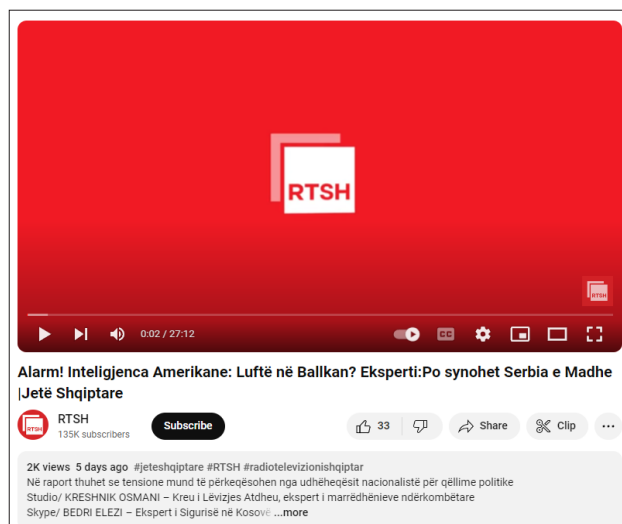 RTSH
RTSH
0:02 / 27:12
CC
Alarm! Inteligjenca Amerikane: Luftë në Ballkan? Eksperti:Po synohet Serbia e Madhe
|Jetë Shqiptare
RTSH
RTSH
135K subscribers
Subscribe
33
Share
Clip
2K views 5 days ago #jeteshqiptare #RTSH #radiotelevizionishqiptar
Në raport thuhet se tensione mund të përkeqësohen nga udhëheqësit nacionalistë për qëllime politike
Studio/ KRESHNIK OSMANI – Kreu i Lëvizjes Atdheu, ekspert i marrëdhënieve ndërkombëtare
Skype/ BEDRI ELEZI – Ekspert i Sigurisë në Kosovë ...more